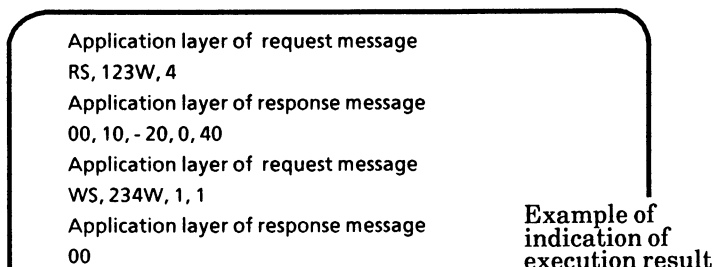 Application layer of request message
RS, 123W, 4
Application layer of response message
00, 10, - 20, 0, 40
Application layer of request message
WS, 234W, 1, 1
Application layer of response message
00
Example of
indication of
execution result